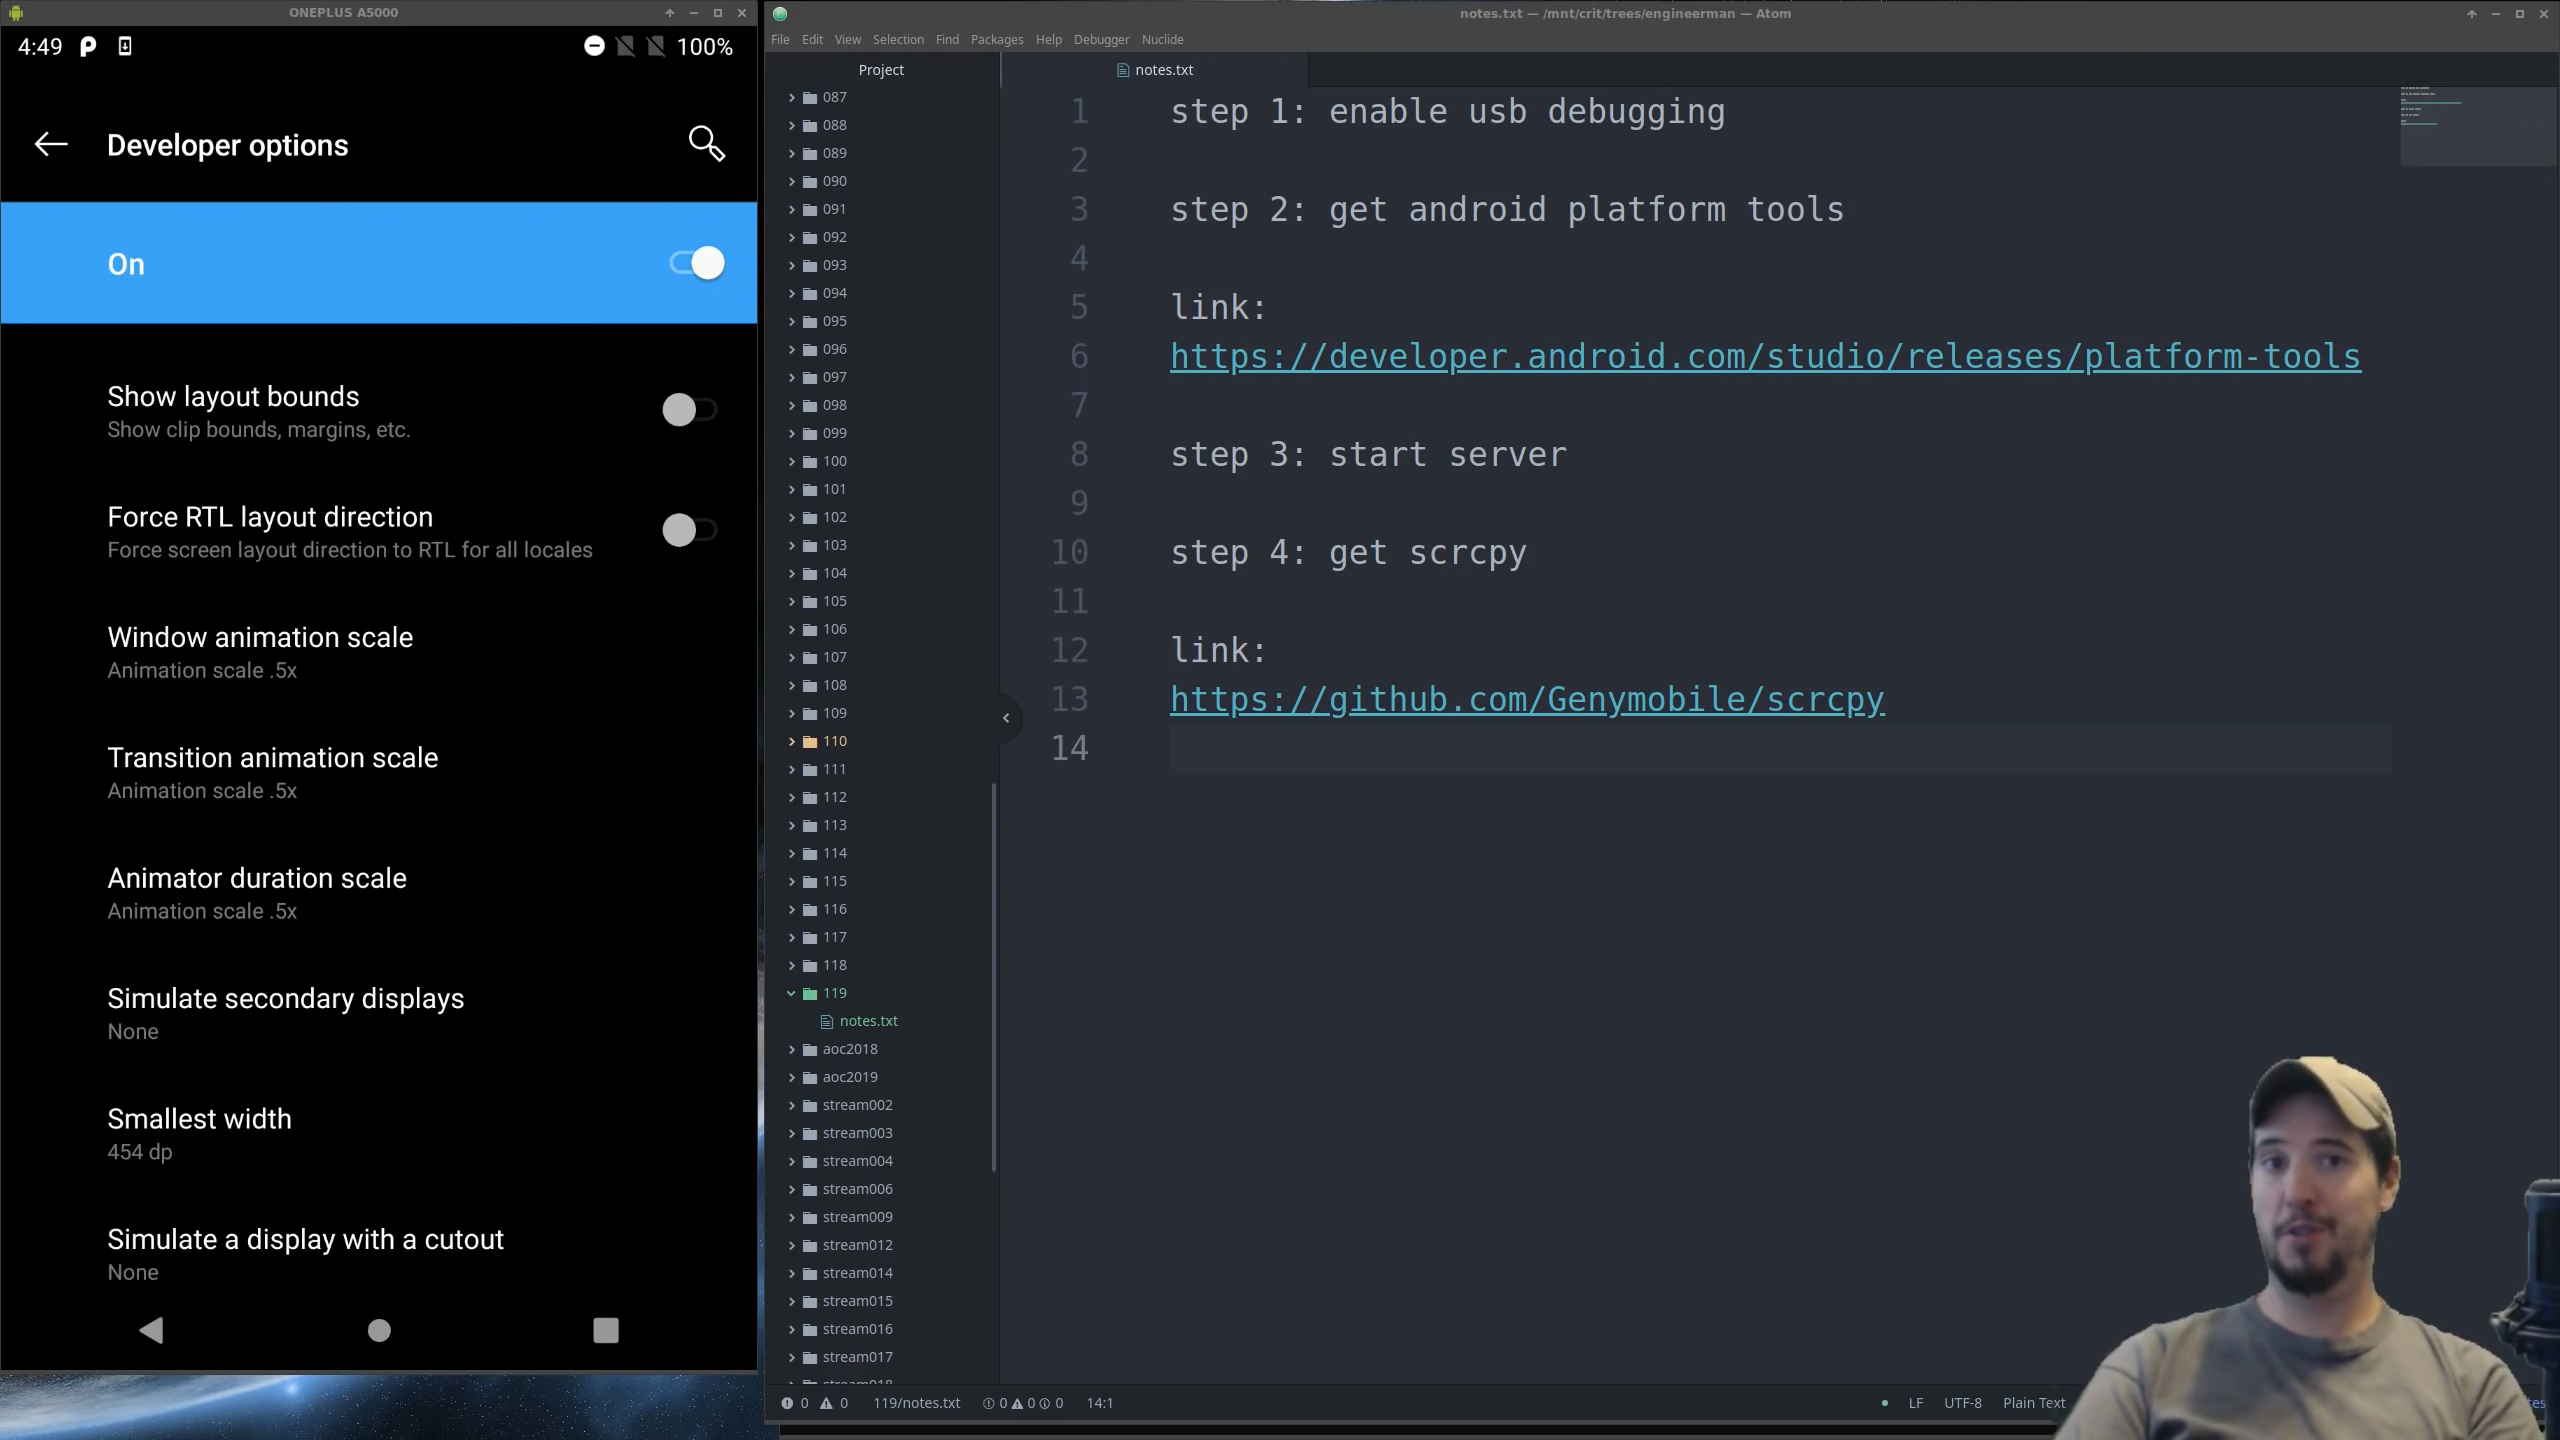 ONEPLUS A5000
4:49
100%
Developer options
On
Show layout bounds
Show clip bounds, margins, etc.
Force RTL layout direction
Force screen layout direction to RTL for all locales
Window animation scale
Animation scale .5x
Transition animation scale
Animation scale .5x
Animator duration scale
Animation scale .5x
Simulate secondary displays
None
Smallest width
454 dp
Simulate a display with a cutout
None
notes.txt — /mnt/crit/trees/engineerman — Atom
File Edit View Selection Find Packages Help Debugger Nuclide
Project
087
088
089
090
091
092
093
094
095
096
097
098
099
100
101
102
103
104
105
106
107
108
109
110
111
112
113
114
115
116
117
118
119
notes.txt
aoc2018
aoc2019
stream002
stream003
stream004
stream006
stream009
stream012
stream014
stream015
stream016
stream017
stream018
notes.txt
1 step 1: enable usb debugging
2
3 step 2: get android platform tools
4
5 link:
6 https://developer.android.com/studio/releases/platform-tools
7
8 step 3: start server
9
10 step 4: get scrcpy
11
12 link:
13 https://github.com/Genymobile/scrcpy
14
0 0 119/notes.txt 0 0 0 14:1
LF UTF-8 Plain Text